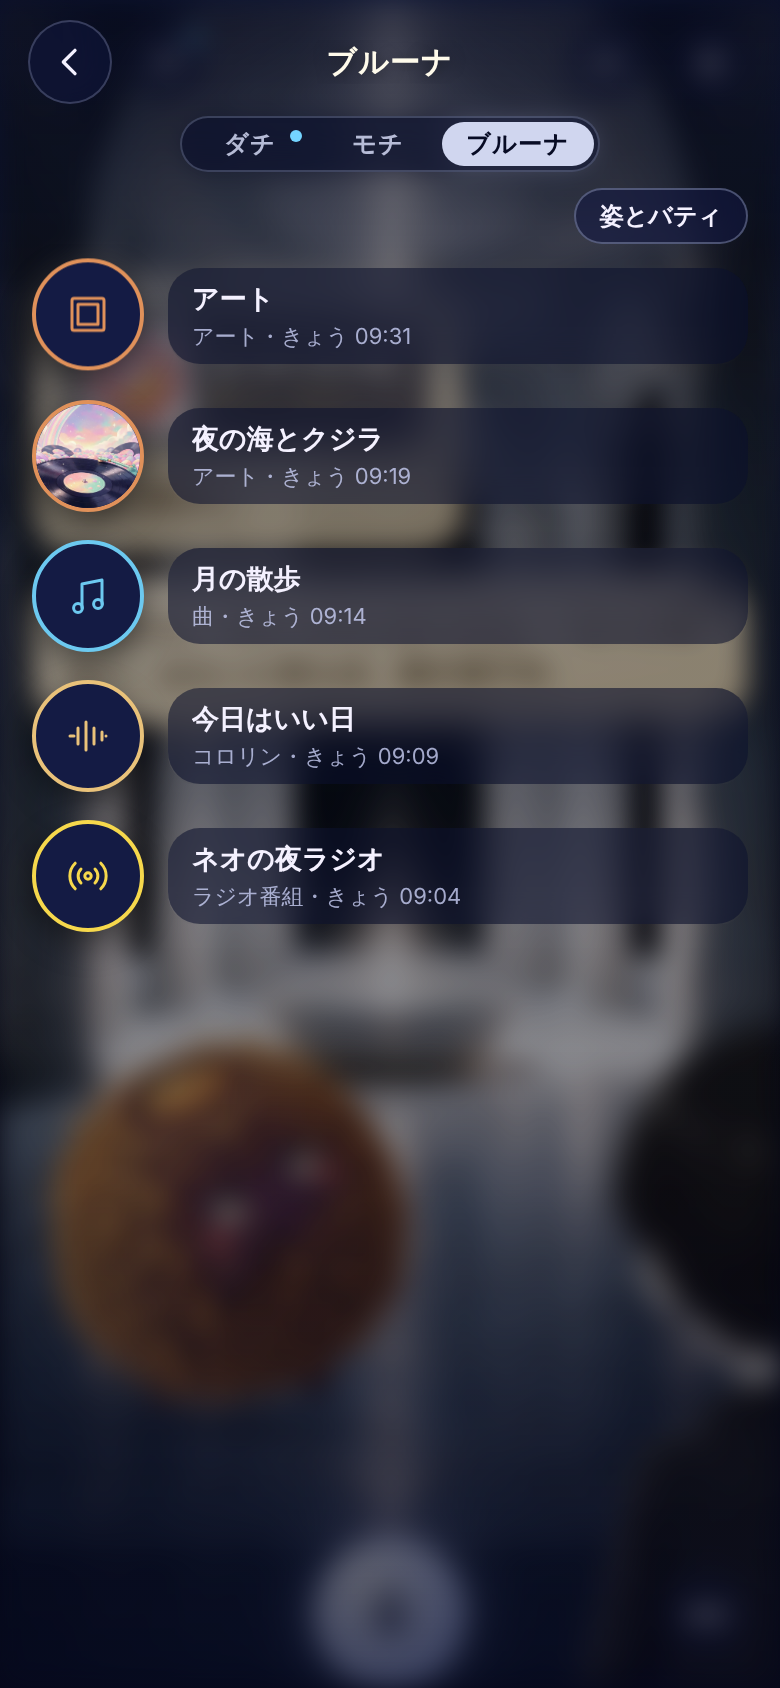 ブルーナ
ダチ モチ ブルーナ
姿とバティ
アート
アート・きょう 09:31
夜の海とクジラ
アート・きょう 09:19
月の散歩
曲・きょう 09:14
今日はいい日
コロリン・きょう 09:09
ネオの夜ラジオ
ラジオ番組・きょう 09:04